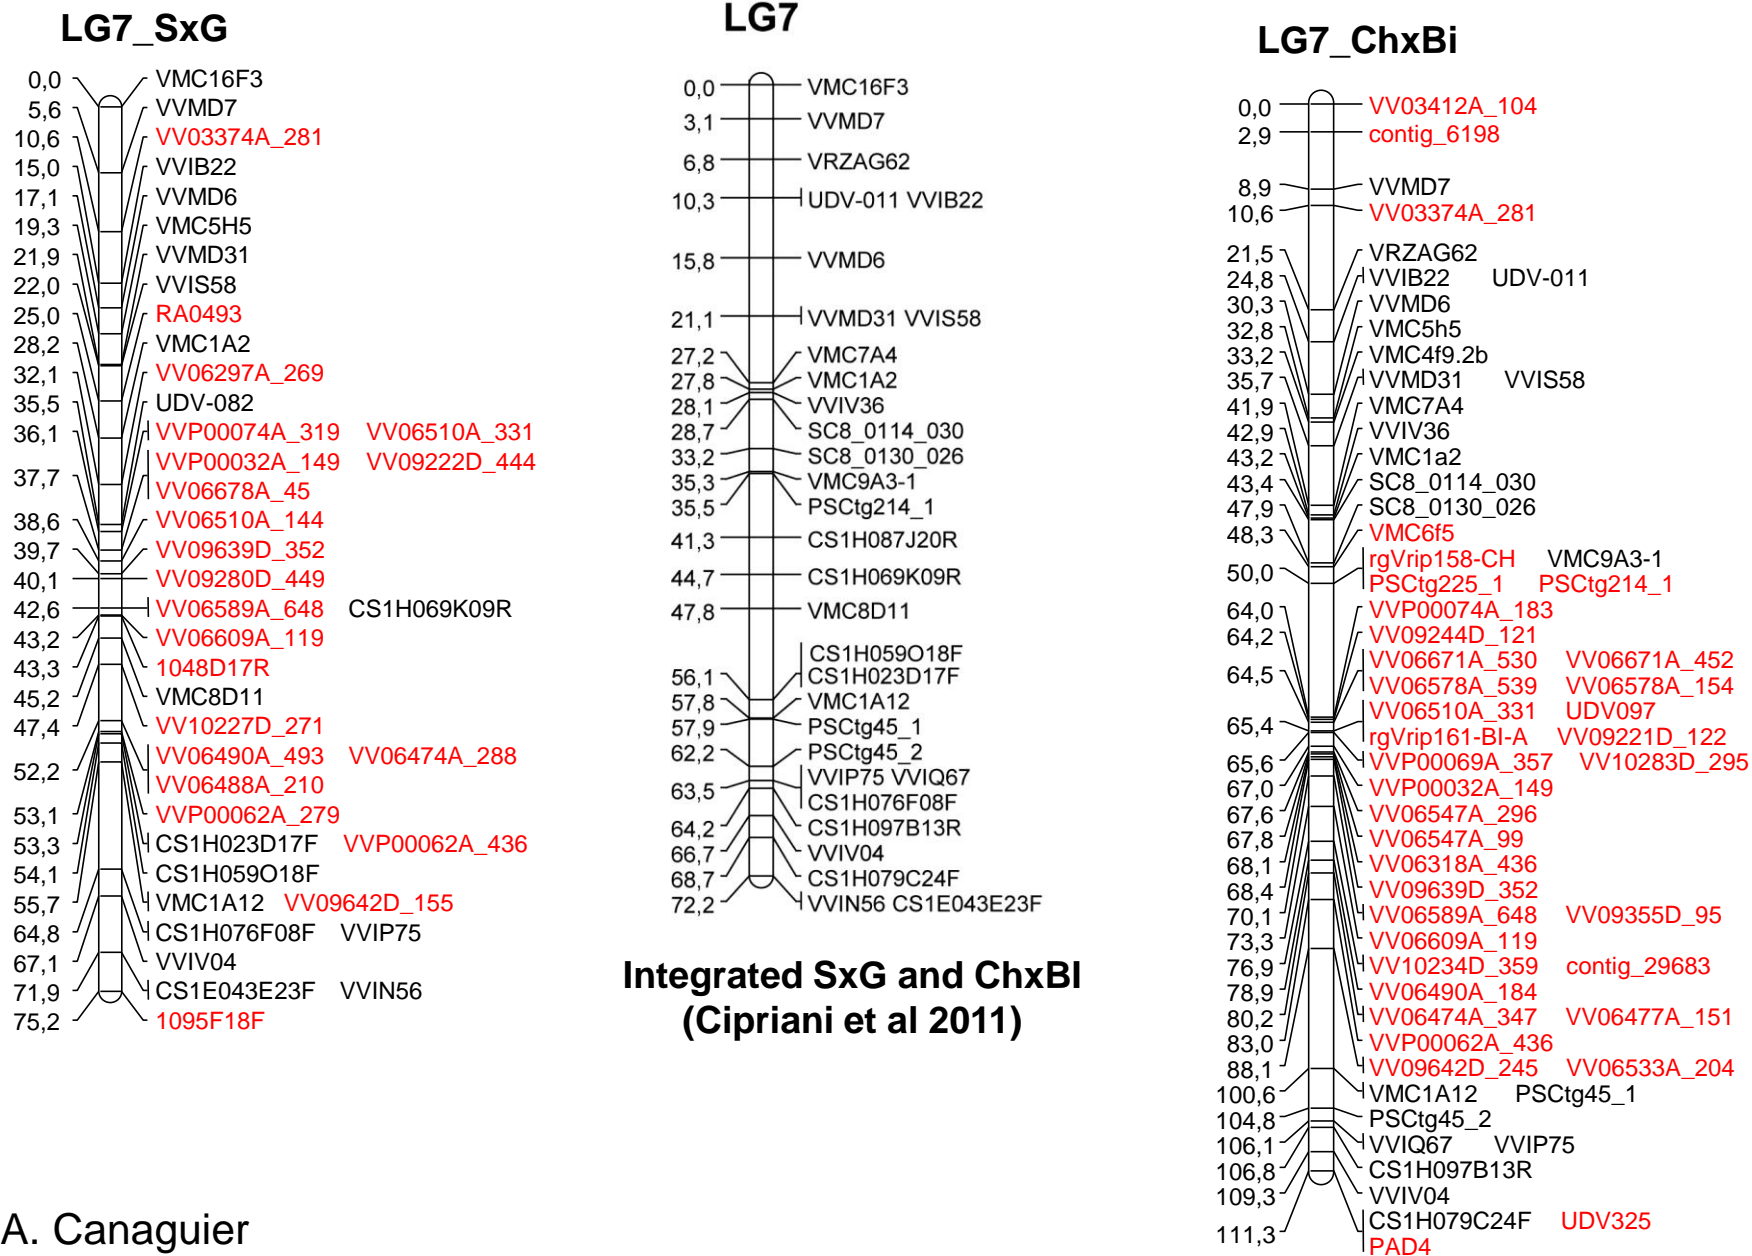 LG7_SxG
0,0 VMC16F3
5,6 VVMD7
10,6 VV03374A_281
15,0 VVIB22
17,1 VVMD6
19,3 VMC5H5
21,9 VVMD31
22,0 VVIS58
25,0 RA0493
28,2 VMC1A2
32,1 VV06297A_269
35,5 UDV-082
36,1 VVP00074A_319 VV06510A_331
37,7 VVP00032A_149 VV09222D_444
VV06678A_45
38,6 VV06510A_144
39,7 VV09639D_352
40,1 VV09280D_449
42,6 VV06589A_648 CS1H069K09R
43,2 VV06609A_119
43,3 1048D17R
45,2 VMC8D11
47,4 VV10227D_271
52,2 VV06490A_493 VV06474A_288
VV06488A_210
53,1 VVP00062A_279
53,3 CS1H023D17F VVP00062A_436
54,1 CS1H059O18F
55,7 VMC1A12 VV09642D_155
64,8 CS1H076F08F VVIP75
67,1 VVIV04
71,9 CS1E043E23F VVIN56
75,2 1095F18F
A. Canaguier
LG7
0,0 VMC16F3
3,1 VVMD7
6,8 VRZAG62
10,3 UDV-011 VVIB22
15,8 VVMD6
21,1 VVMD31 VVIS58
27,2 VMC7A4
27,8 VMC1A2
28,1 VVIV36
28,7 SC8_0114_030
33,2 SC8_0130_026
35,3 VMC9A3-1
35,5 PSCtg214_1
41,3 CS1H087J20R
44,7 CS1H069K09R
47,8 VMC8D11
CS1H059O18F
56,1 CS1H023D17F
57,8 VMC1A12
57,9 PSCtg45_1
62,2 PSCtg45_2
63,5 VVIP75 VVIQ67
CS1H076F08F
64,2 CS1H097B13R
66,7 VVIV04
68,7 CS1H079C24F
72,2 VVIN56 CS1E043E23F
Integrated SxG and ChxBI
(Cipriani et al 2011)
LG7_ChxBi
0,0 VV03412A_104
2,9 contig_6198
8,9 VVMD7
10,6 VV03374A_281
21,5 VRZAG62
24,8 VVIB22 UDV-011
30,3 VVMD6
32,8 VMC5h5
33,2 VMC4f9.2b
35,7 VVMD31 VVIS58
41,9 VMC7A4
42,9 VVIV36
43,2 VMC1a2
43,4 SC8_0114_030
47,9 SC8_0130_026
48,3 VMC6f5
50,0 rgVrip158-CH VMC9A3-1
PSCtg225_1 PSCtg214_1
64,0 VVP00074A_183
64,2 VV09244D_121
64,5 VV06671A_530 VV06671A_452
VV06578A_539 VV06578A_154
65,4 VV06510A_331 UDV097
rgVrip161-BI-A VV09221D_122
65,6 VVP00069A_357 VV10283D_295
67,0 VVP00032A_149
67,6 VV06547A_296
67,8 VV06547A_99
68,1 VV06318A_436
68,4 VV09639D_352
70,1 VV06589A_648 VV09355D_95
73,3 VV06609A_119
76,9 VV10234D_359 contig_29683
78,9 VV06490A_184
80,2 VV06474A_347 VV06477A_151
83,0 VVP00062A_436
88,1 VV09642D_245 VV06533A_204
100,6 VMC1A12 PSCtg45_1
104,8 PSCtg45_2
106,1 VVIQ67 VVIP75
106,8 CS1H097B13R
109,3 VVIV04
111,3 CS1H079C24F UDV325
PAD4